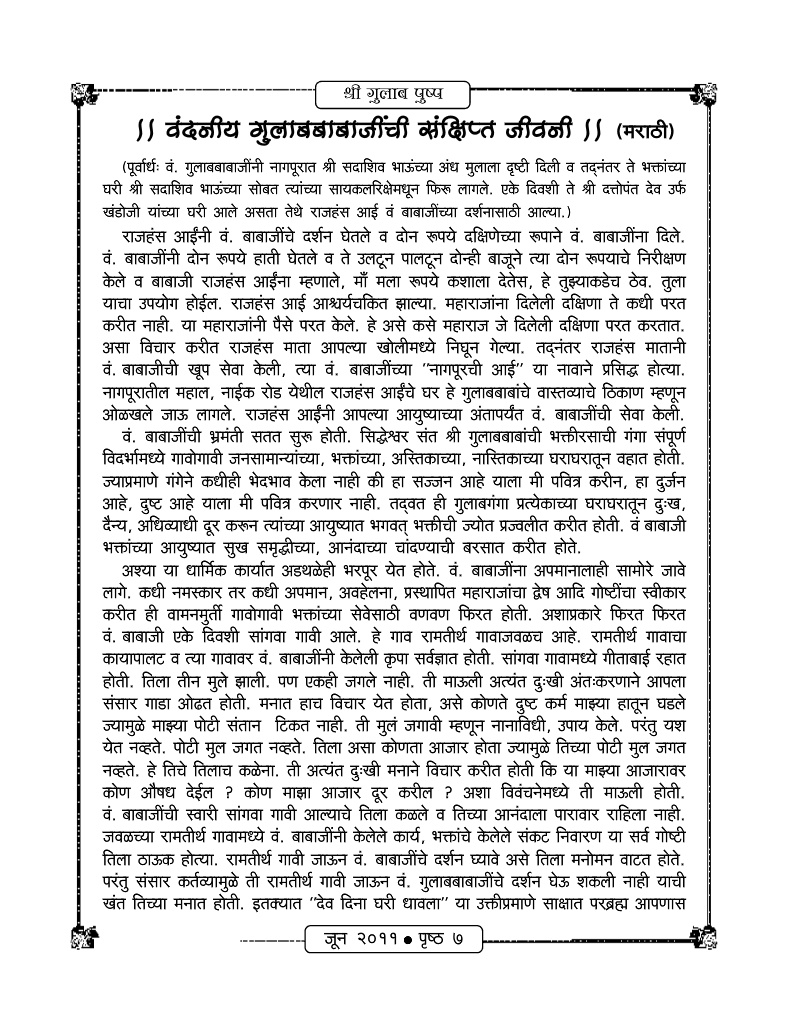 श्री गुलाब पुष्प
।। वंदनीय गुलाबबाबाजींची संक्षिप्त जीवनी ।। (मराठी)
(पूर्वार्धः वं. गुलाबबाबाजींनी नागपूरात श्री सदाशिव भाऊंच्या अंध मुलाला दृष्टी दिली व तद्नंतर ते भक्तांच्या
घरी श्री सदाशिव भाऊंच्या सोबत त्यांच्या सायकलरिक्षेमधून फिरू लागले. एके दिवशी ते श्री दत्तोपंत देव उर्फ
खंडोजी यांच्या घरी आले असता तेथे राजहंस आई वं बाबाजींच्या दर्शनासाठी आल्या.)
राजहंस आईंनी वं. बाबाजींचे दर्शन घेतले व दोन रूपये दक्षिणेच्या रूपाने वं. बाबाजींना दिले.
वं. बाबाजींनी दोन रूपये हाती घेतले व ते उलटून पालटून दोन्ही बाजूने त्या दोन रूपयाचे निरीक्षण
केले व बाबाजी राजहंस आईंना म्हणाले, माँ मला रूपये कशाला देतेस, हे तुझ्याकडेच ठेव. तुला
याचा उपयोग होईल. राजहंस आई आश्चर्यचकित झाल्या. महाराजांना दिलेली दक्षिणा ते कधी परत
करीत नाही. या महाराजांनी पैसे परत केले. हे असे कसे महाराज जे दिलेली दक्षिणा परत करतात.
असा विचार करीत राजहंस माता आपल्या खोलीमध्ये निघून गेल्या. तद्नंतर राजहंस मातानी
वं. बाबाजीची खूप सेवा केली, त्या वं. बाबाजींच्या ''नागपूरची आई'' या नावाने प्रसिद्ध होत्या.
नागपूरातील महाल, नाईक रोड येथील राजहंस आईंचे घर हे गुलाबबाबांचे वास्तव्याचे ठिकाण म्हणून
ओळखले जाऊ लागले. राजहंस आईंनी आपल्या आयुष्याच्या अंतापर्यंत वं. बाबाजींची सेवा केली.
वं. बाबाजींची भ्रमंती सतत सुरू होती. सिद्धेश्वर संत श्री गुलाबबाबांची भक्तीरसाची गंगा संपूर्ण
विदर्भामध्ये गावोगावी जनसामान्यांच्या, भक्तांच्या, अस्तिकाच्या, नास्तिकाच्या घराघरातून वहात होती.
ज्याप्रमाणे गंगेने कधीही भेदभाव केला नाही की हा सज्जन आहे याला मी पवित्र करीन, हा दुर्जन
आहे, दुष्ट आहे याला मी पवित्र करणार नाही. तद्वत ही गुलाबगंगा प्रत्येकाच्या घराघरातून दुःख,
दैन्य, अधिव्याधी दूर करून त्यांच्या आयुष्यात भगवत् भक्तीची ज्योत प्रज्वलीत करीत होती. वं बाबाजी
भक्तांच्या आयुष्यात सुख समृद्धीच्या, आनंदाच्या चांदण्याची बरसात करीत होते.
अश्या या धार्मिक कार्यात अडथळेही भरपूर येत होते. वं. बाबाजींना अपमानालाही सामोरे जावे
लागे. कधी नमस्कार तर कधी अपमान, अवहेलना, प्रस्थापित महाराजांचा द्वेष आदि गोष्टींचा स्वीकार
करीत ही वामनमुर्ती गावोगावी भक्तांच्या सेवेसाठी वणवण फिरत होती. अशाप्रकारे फिरत फिरत
वं. बाबाजी एके दिवशी सांगवा गावी आले. हे गाव रामतीर्थ गावाजवळच आहे. रामतीर्थ गावाचा
कायापालट व त्या गावावर वं. बाबाजींनी केलेली कृपा सर्वज्ञात होती. सांगवा गावामध्ये गीताबाई रहात
होती. तिला तीन मुले झाली. पण एकही जगले नाही. ती माऊली अत्यंत दुःखी अंतःकरणाने आपला
संसार गाडा ओढत होती. मनात हाच विचार येत होता, असे कोणते दुष्ट कर्म माझ्या हातून घडले
ज्यामुळे माझ्या पोटी संतान टिकत नाही. ती मुलं जगावी म्हणून नानाविधी, उपाय केले. परंतु यश
येत नव्हते. पोटी मुल जगत नव्हते. तिला असा कोणता आजार होता ज्यामुळे तिच्या पोटी मुल जगत
नव्हते. हे तिचे तिलाच कळेना. ती अत्यंत दुःखी मनाने विचार करीत होती कि या माझ्या आजारावर
कोण औषध देईल ? कोण माझा आजार दूर करील ? अशा विवंचनेमध्ये ती माऊली होती.
वं. बाबाजींची स्वारी सांगवा गावी आल्याचे तिला कळले व तिच्या आनंदाला पारावार राहिला नाही.
जवळच्या रामतीर्थ गावामध्ये वं. बाबाजींनी केलेले कार्य, भक्तांचे केलेले संकट निवारण या सर्व गोष्टी
तिला ठाऊक होत्या. रामतीर्थ गावी जाऊन वं. बाबाजींचे दर्शन घ्यावे असे तिला मनोमन वाटत होते.
परंतु संसार कर्तव्यामुळे ती रामतीर्थ गावी जाऊन वं. गुलाबबाबाजींचे दर्शन घेऊ शकली नाही याची
खंत तिच्या मनात होती. इतक्यात ''देव दिना घरी धावला'' या उक्तीप्रमाणे साक्षात परब्रह्म आपणास
जून २०११ ● पृष्ठ ७